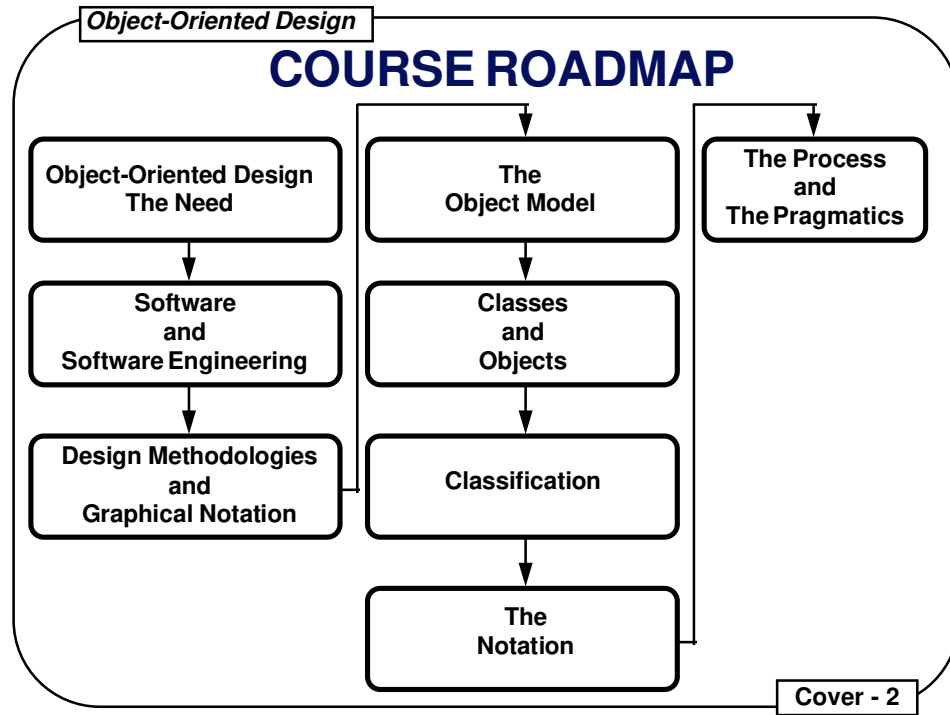 Object-Oriented Design
COURSE ROADMAP
Object-Oriented Design
The Need
Software
and
Software Engineering
Design Methodologies
and
Graphical Notation
The
Object Model
Classes
and
Objects
Classification
The
Notation
The Process
and
The Pragmatics
Cover - 2